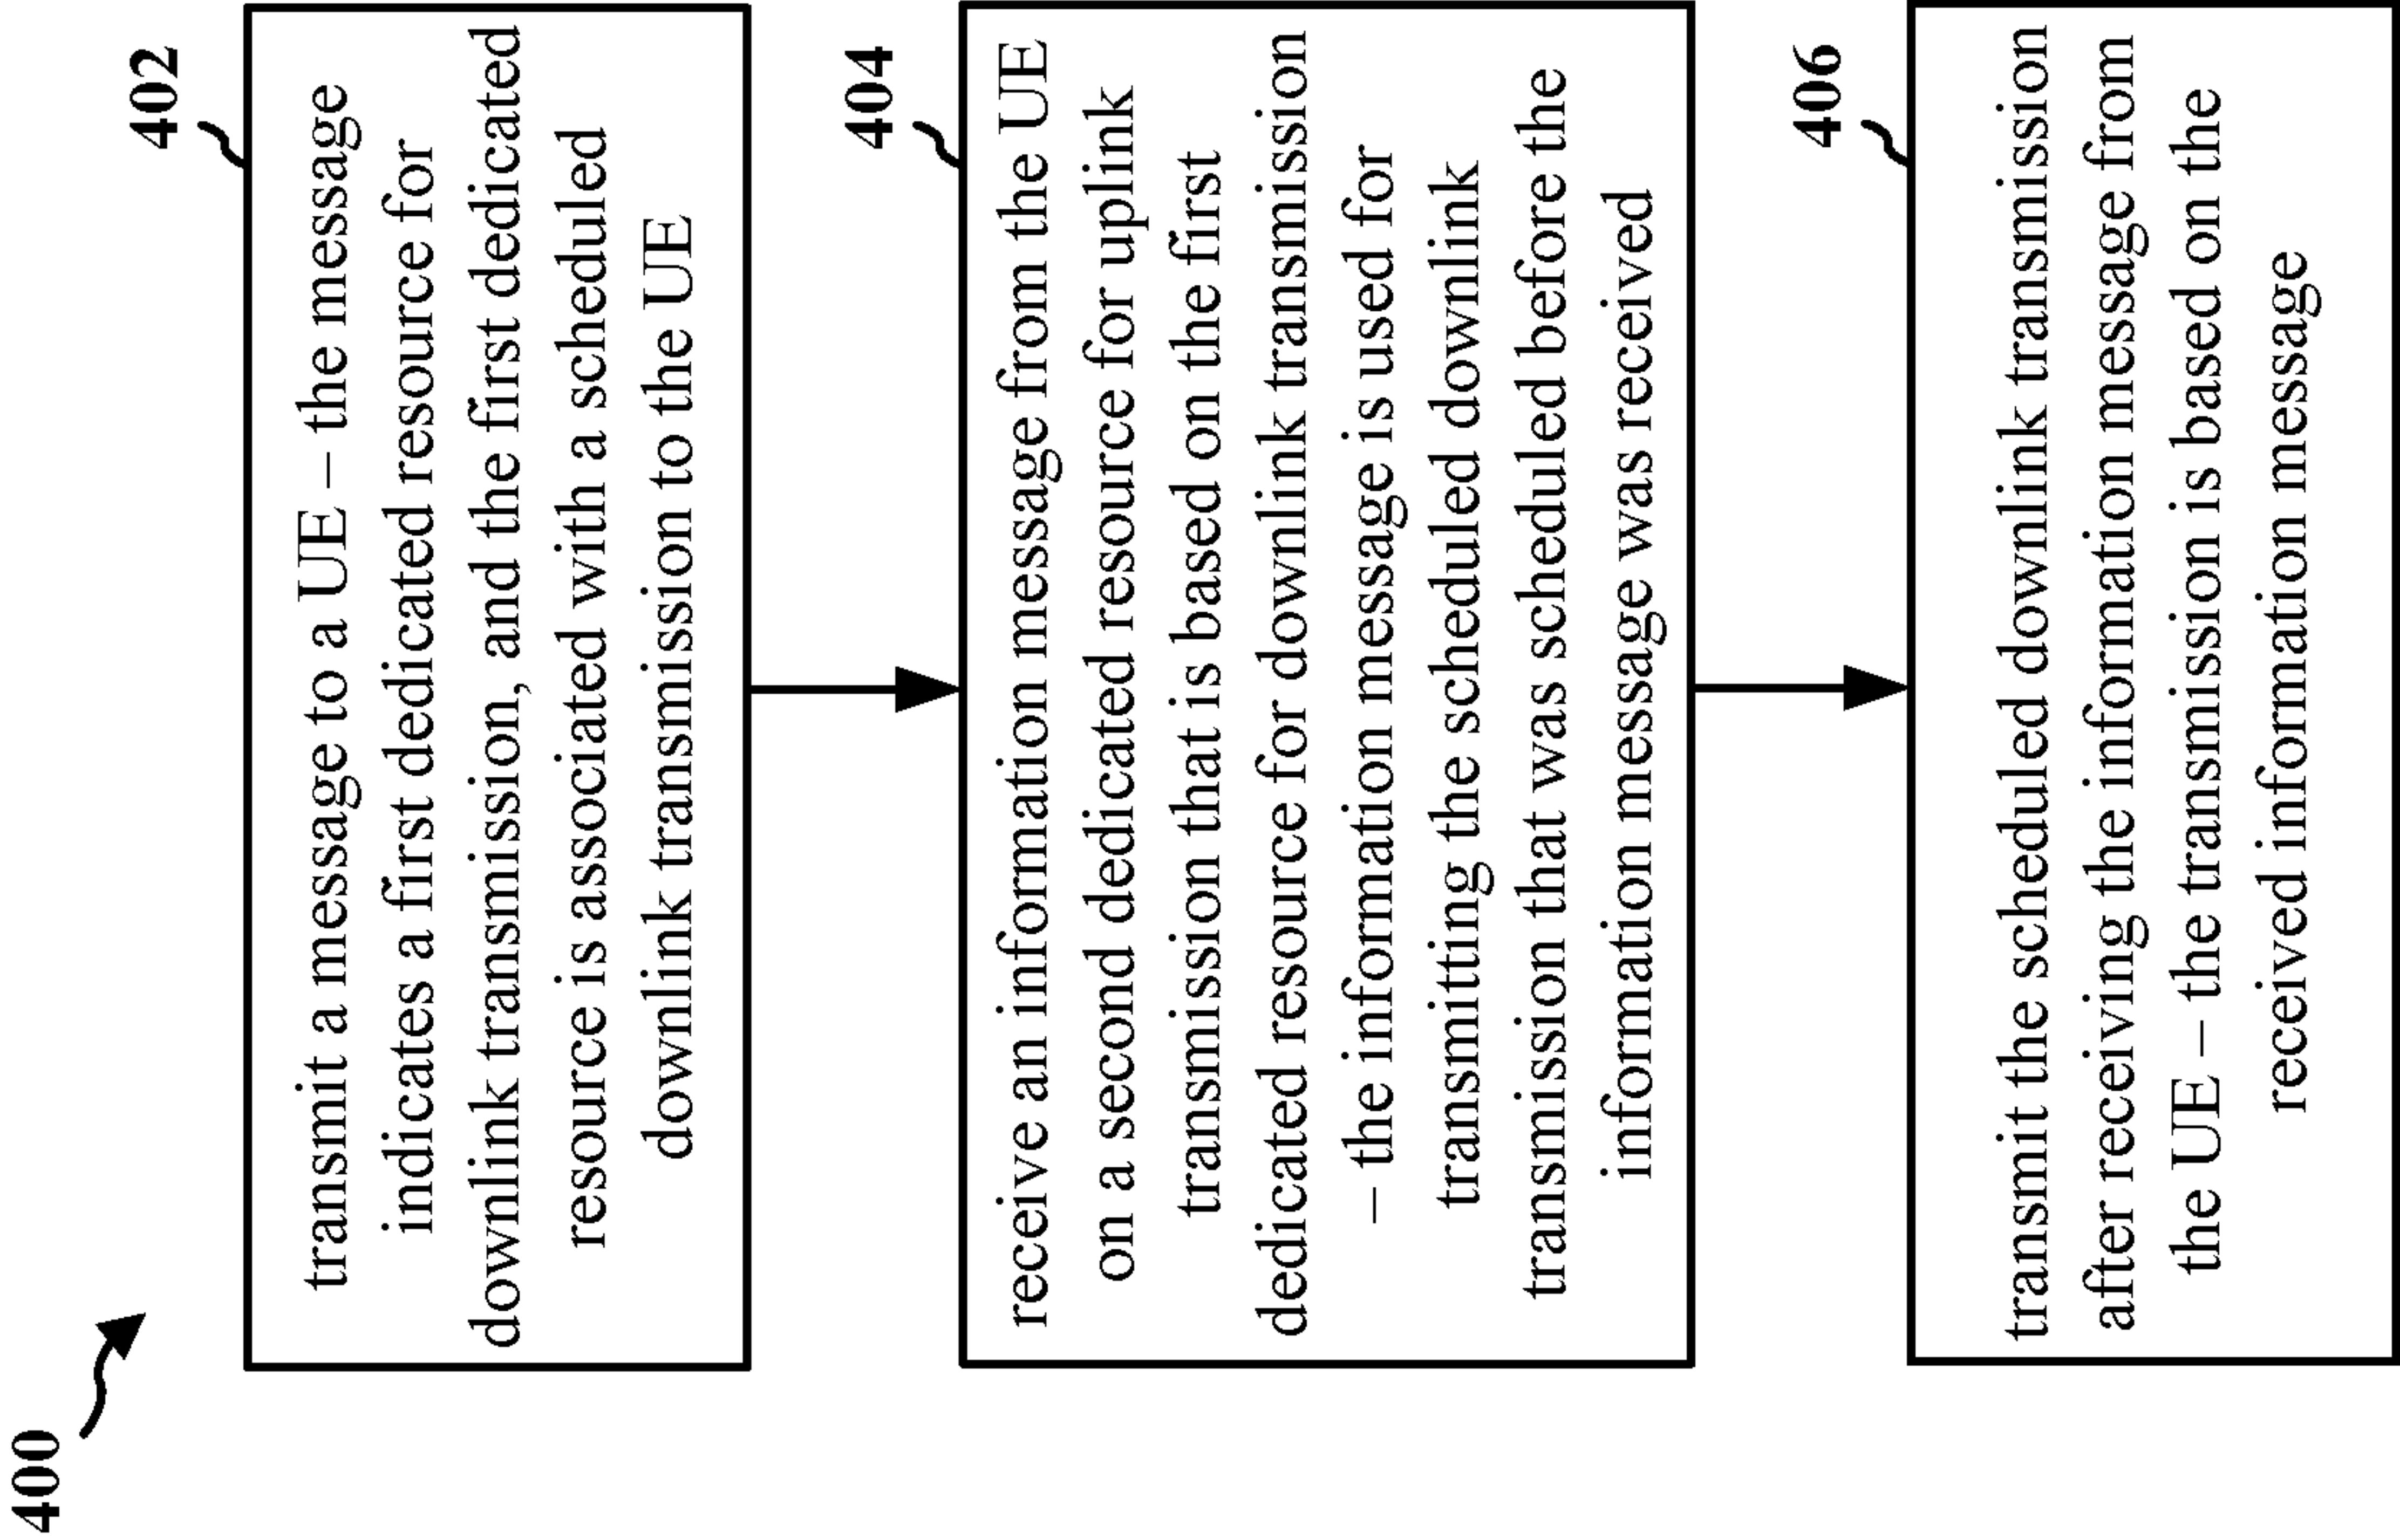 400
402
transmit a message to a UE – the message
indicates a first dedicated resource for
downlink transmission, and the first dedicated
resource is associated with a scheduled
downlink transmission to the UE
404
receive an information message from the UE
on a second dedicated resource for uplink
transmission that is based on the first
dedicated resource for downlink transmission
– the information message is used for
transmitting the scheduled downlink
transmission that was scheduled before the
information message was received
406
transmit the scheduled downlink transmission
after receiving the information message from
the UE – the transmission is based on the
received information message